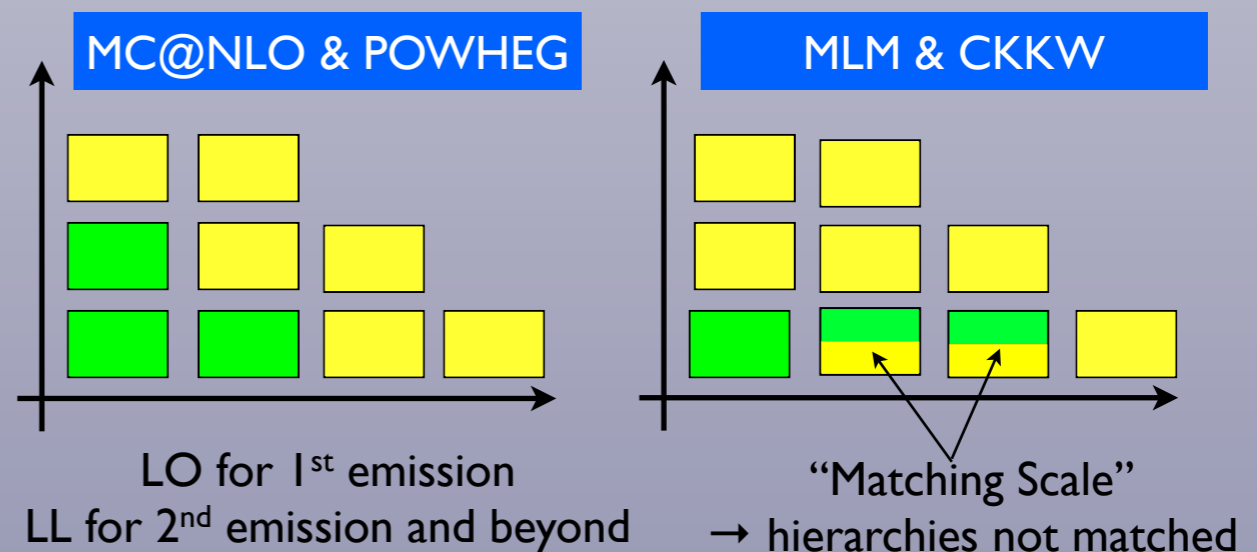 MC@NLO & POWHEG
MLM & CKKW
LO for 1st emission
LL for 2nd emission and beyond
“Matching Scale”
→ hierarchies not matched